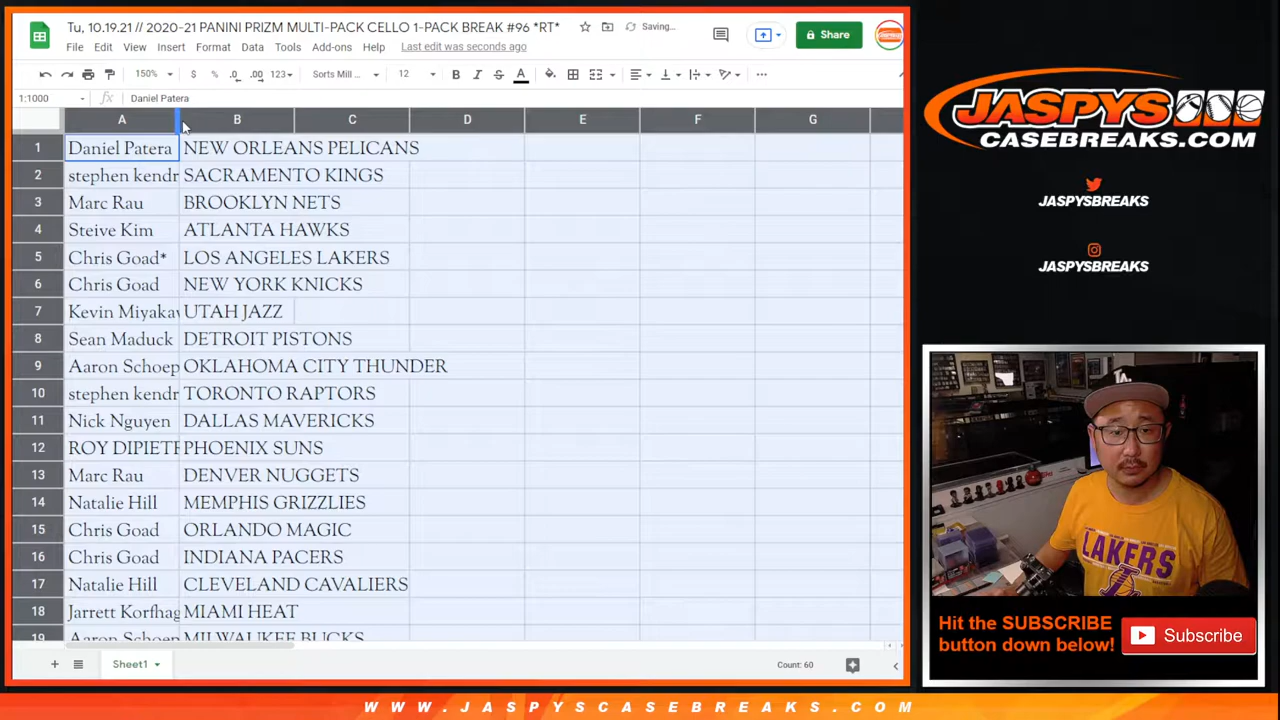 Tu, 10.19.21 // 2020-21 PANINI PRIZM MULTI-PACK CELLO 1-PACK BREAK #96 *RT*
Saving...
File Edit View Insert Format Data Tools Add-ons Help Last edit was seconds ago
Share
150% $ % .0 .00 123 Sorts Mill ... 12 B I S A
1:1000 fx Daniel Patera
A B C D E F G
1 Daniel Patera NEW ORLEANS PELICANS
2 stephen kendr SACRAMENTO KINGS
3 Marc Rau BROOKLYN NETS
4 Steive Kim ATLANTA HAWKS
5 Chris Goad* LOS ANGELES LAKERS
6 Chris Goad NEW YORK KNICKS
7 Kevin Miyakav UTAH JAZZ
8 Sean Maduck DETROIT PISTONS
9 Aaron Schoep OKLAHOMA CITY THUNDER
10 stephen kendr TORONTO RAPTORS
11 Nick Nguyen DALLAS MAVERICKS
12 ROY DIPIETR PHOENIX SUNS
13 Marc Rau DENVER NUGGETS
14 Natalie Hill MEMPHIS GRIZZLIES
15 Chris Goad ORLANDO MAGIC
16 Chris Goad INDIANA PACERS
17 Natalie Hill CLEVELAND CAVALIERS
18 Jarrett Korfhag MIAMI HEAT
19 Aaron Schoep MILWAUKEE BUCKS
Sheet1
Count: 60
JASPYS
CASEBREAKS.COM
JASPYSBREAKS
JASPYSBREAKS
LAKERS
Hit the SUBSCRIBE
button down below!
Subscribe
WWW.JASPYSCASEBREAKS.COM